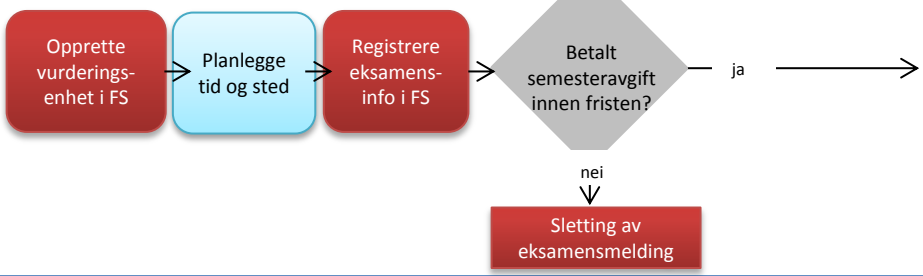 Opprette
vurderings-
enhet i FS
Planlegge
tid og sted
Registrere
eksamens-
info i FS
Betalt
semesteravgift
innen fristen?
ja
nei
Sletting av
eksamensmelding